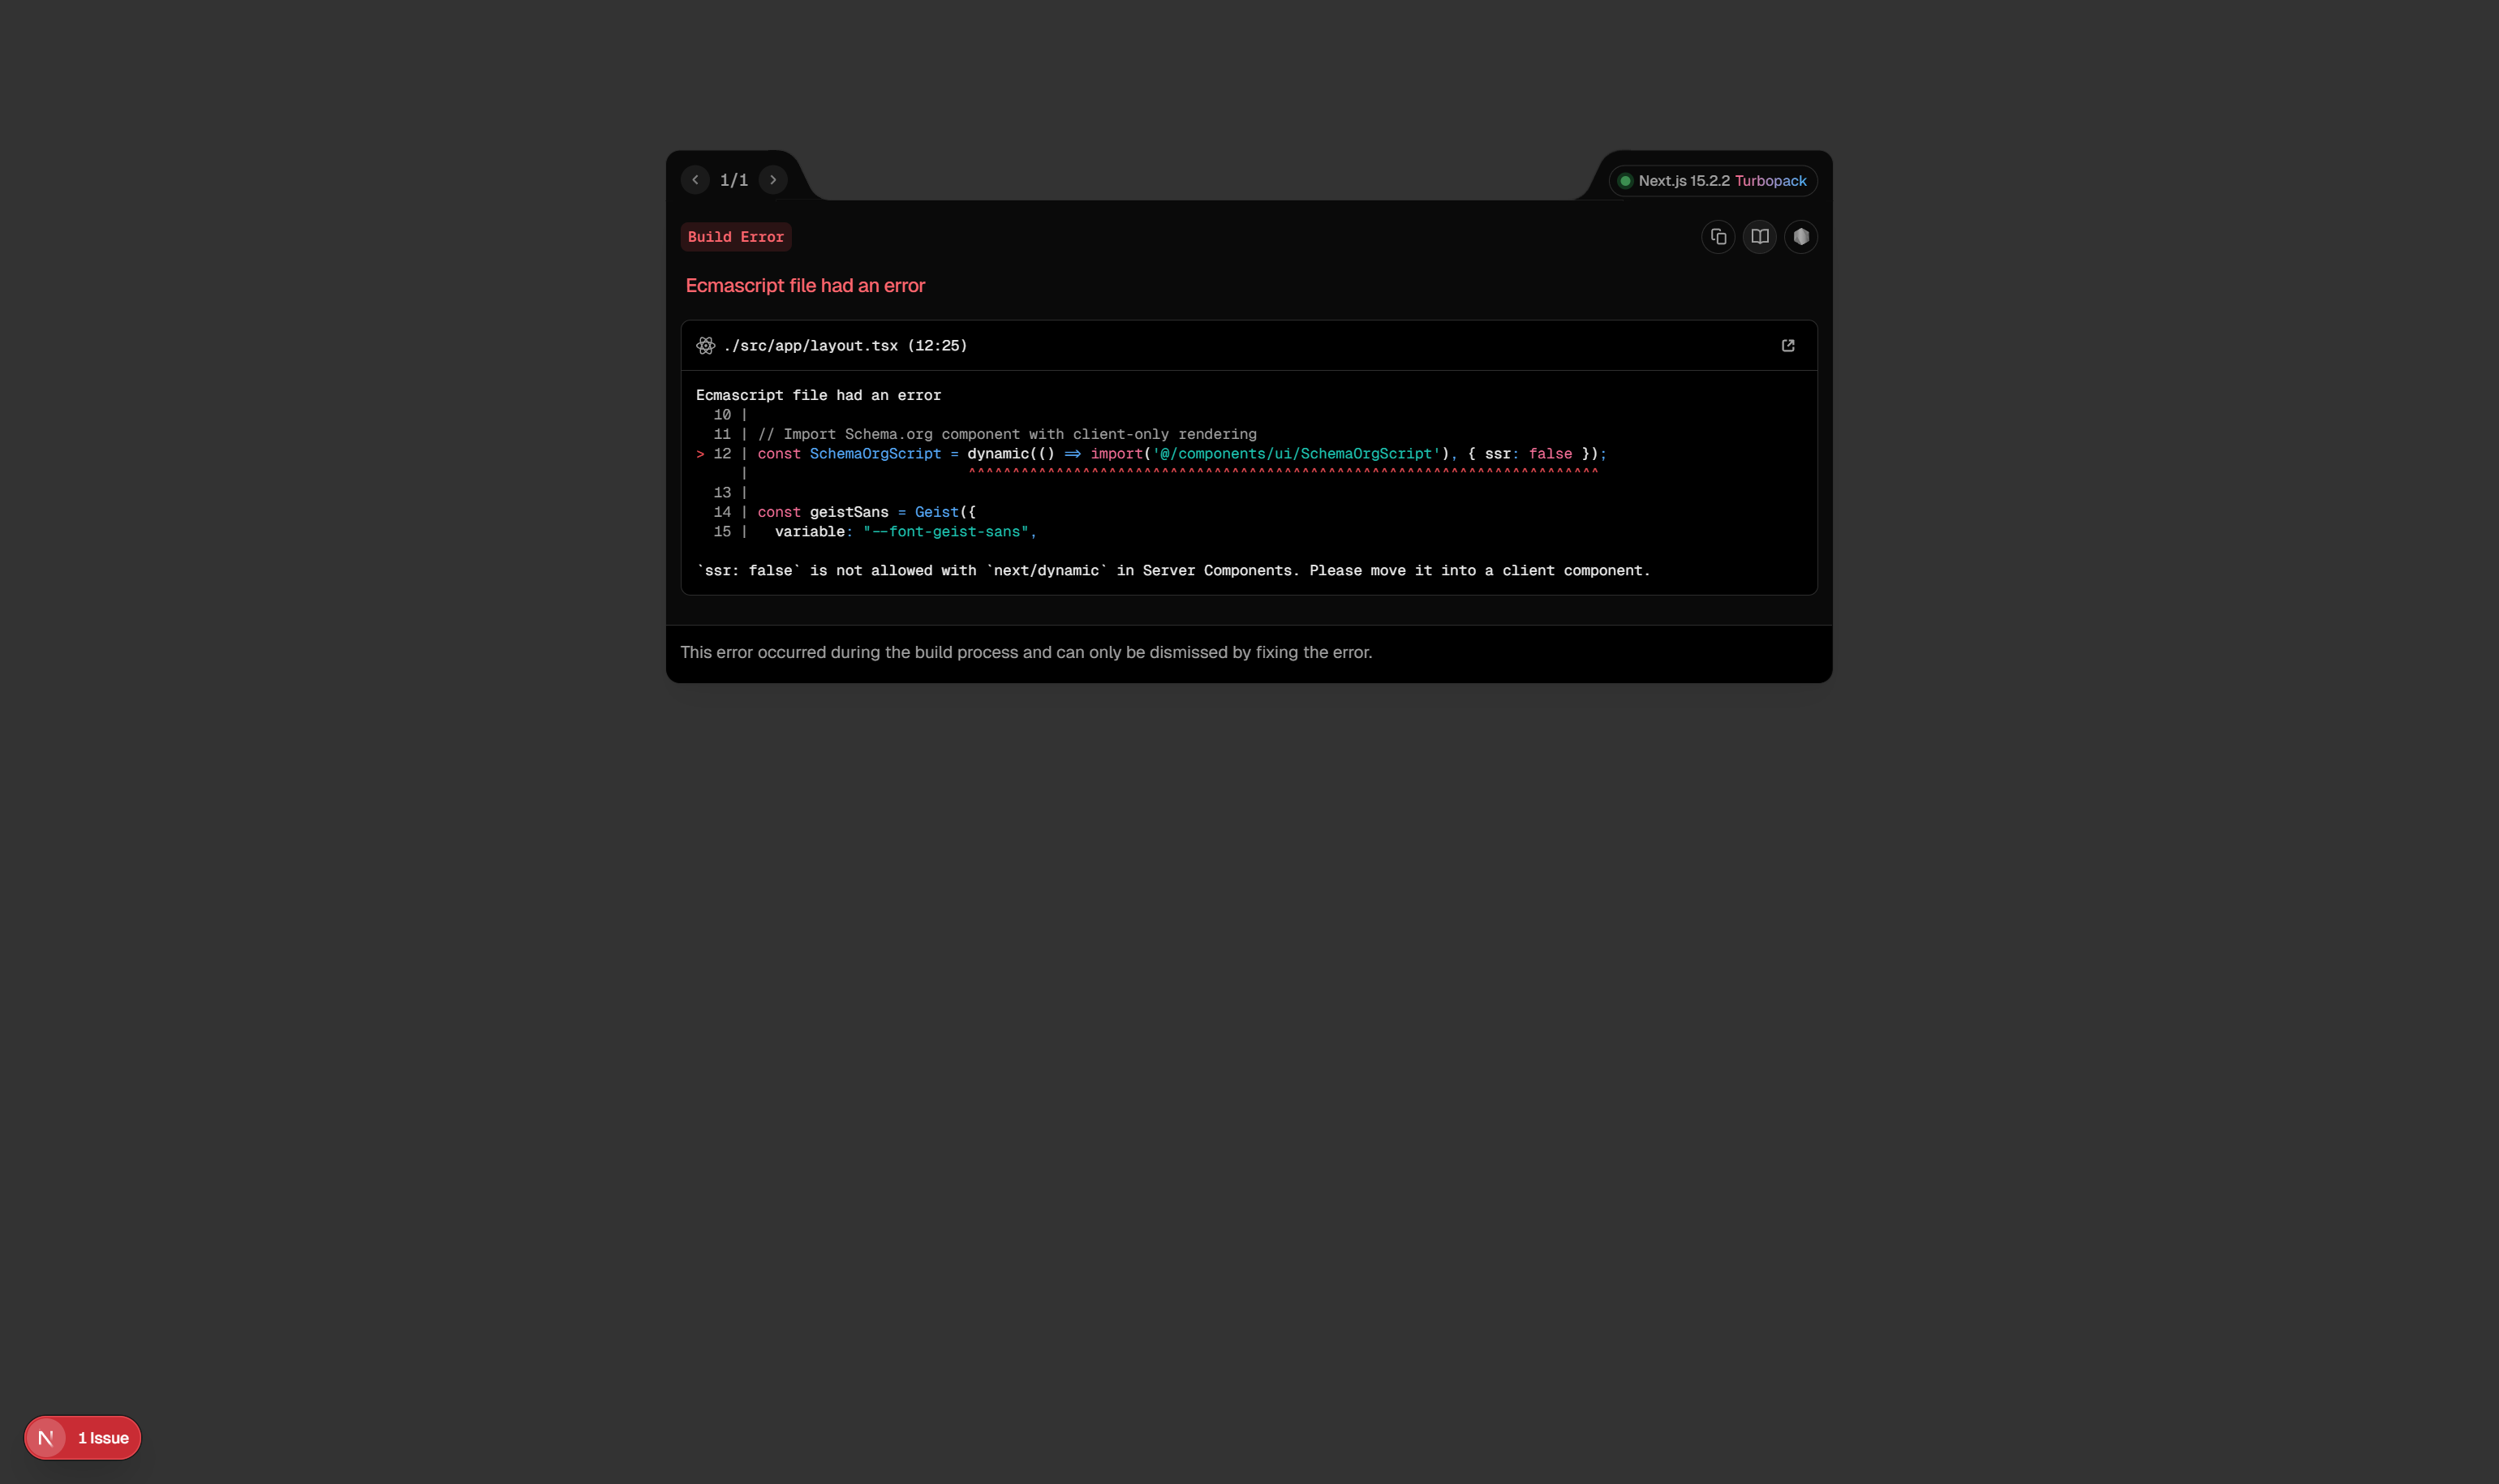 1/1
Next.js 15.2.2 Turbopack
Build Error
Ecmascript file had an error
./src/app/layout.tsx (12:25)
Ecmascript file had an error
10 |
11 | // Import Schema.org component with client-only rendering
> 12 | const SchemaOrgScript = dynamic(() => import('@/components/ui/SchemaOrgScript'), { ssr: false });
| ^^^^^^^^^^^^^^^^^^^^^^^^^^^^^^^^^^^^^^^^^^^^^^^^^^^^^^^^^^^^^^^^^^^^^^^^
13 |
14 | const geistSans = Geist({
15 | variable: "--font-geist-sans",
`ssr: false` is not allowed with `next/dynamic` in Server Components. Please move it into a client component.
This error occurred during the build process and can only be dismissed by fixing the error.
N 1 Issue